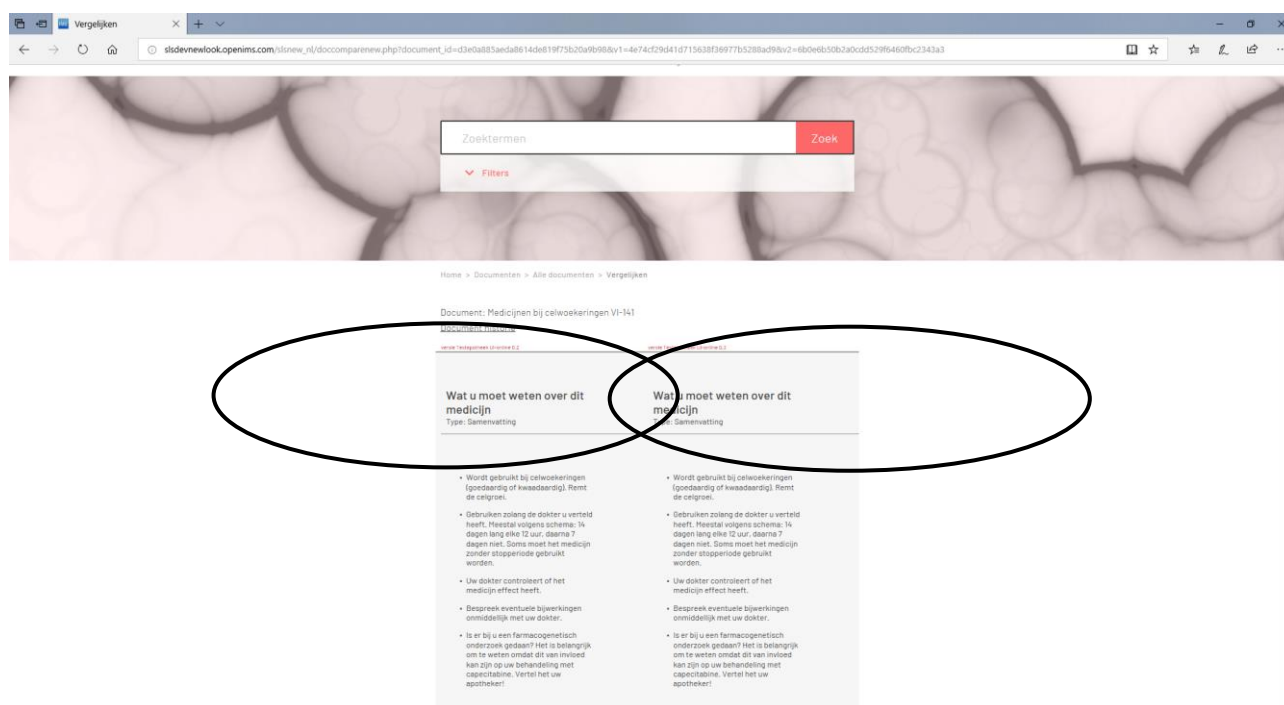 Vergelijken
slsdevnewlook.openims.com/slsnew_nl/doccomparenew.php?document_id=d3e0a885aeda8614de819f75b20a9b98&v1=4e74cf29d41d715638f36977b5288ad9&v2=6b0e6b50b2a0cdd529f6460fbc2343a3
Zoektermen
Zoek
Filters
Home > Documenten > Alle documenten > Vergelijken
Document: Medicijnen bij celwoekeringen VI-141
Document historie
Wat u moet weten over dit
medicijn
Type: Samenvatting
• Wordt gebruikt bij celwoekeringen
(goedaardig of kwaadaardig). Remt
de celgroei.
• Gebruiken zolang de dokter u verteld
heeft. Meestal volgens schema: 14
dagen lang elke 12 uur, daarna 7
dagen niet. Soms moet het medicijn
zonder stopperiode gebruikt
worden.
• Uw dokter controleert of het
medicijn effect heeft.
• Bespreek eventuele bijwerkingen
onmiddellijk met uw dokter.
• Is er bij u een farmacogenetisch
onderzoek gedaan? Het is belangrijk
om te weten omdat dit van invloed
kan zijn op uw behandeling met
capecitabine. Vertel het uw
apotheker!
Wat u moet weten over dit
medicijn
Type: Samenvatting
• Wordt gebruikt bij celwoekeringen
(goedaardig of kwaadaardig). Remt
de celgroei.
• Gebruiken zolang de dokter u verteld
heeft. Meestal volgens schema: 14
dagen lang elke 12 uur, daarna 7
dagen niet. Soms moet het medicijn
zonder stopperiode gebruikt
worden.
• Uw dokter controleert of het
medicijn effect heeft.
• Bespreek eventuele bijwerkingen
onmiddellijk met uw dokter.
• Is er bij u een farmacogenetisch
onderzoek gedaan? Het is belangrijk
om te weten omdat dit van invloed
kan zijn op uw behandeling met
capecitabine. Vertel het uw
apotheker!